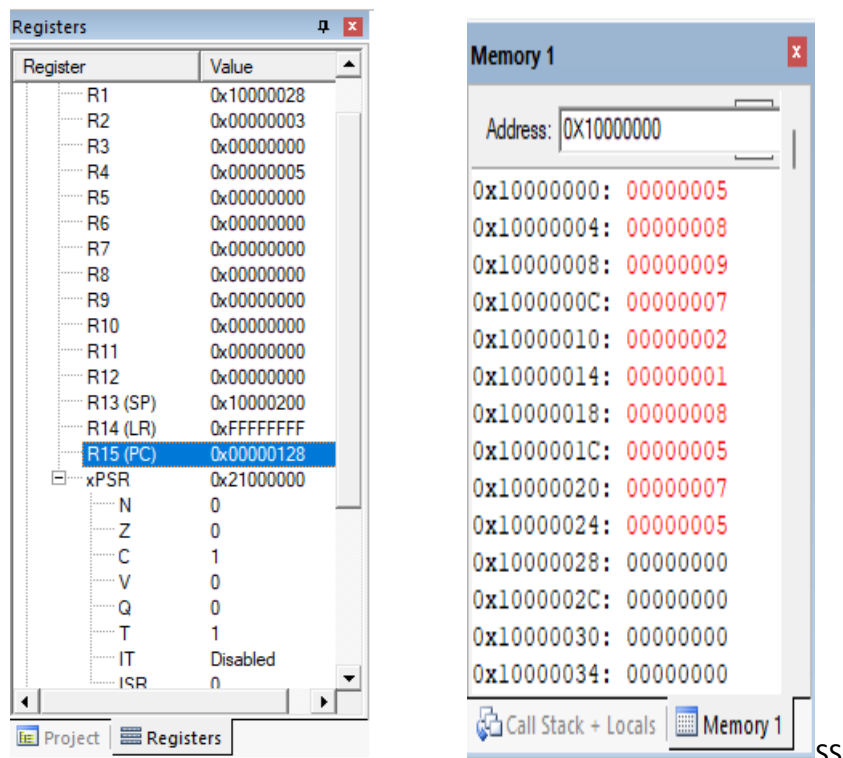 Registers
Register Value
R1 0x10000028
R2 0x00000003
R3 0x00000000
R4 0x00000005
R5 0x00000000
R6 0x00000000
R7 0x00000000
R8 0x00000000
R9 0x00000000
R10 0x00000000
R11 0x00000000
R12 0x00000000
R13 (SP) 0x10000200
R14 (LR) 0xFFFFFFFF
R15 (PC) 0x00000128
xPSR 0x21000000
N 0
Z 0
C 1
V 0
Q 0
T 1
IT Disabled
ISR 0
Project Registers
Memory 1
Address: 0X10000000
0x10000000: 00000005
0x10000004: 00000008
0x10000008: 00000009
0x1000000C: 00000007
0x10000010: 00000002
0x10000014: 00000001
0x10000018: 00000008
0x1000001C: 00000005
0x10000020: 00000007
0x10000024: 00000005
0x10000028: 00000000
0x1000002C: 00000000
0x10000030: 00000000
0x10000034: 00000000
Call Stack + Locals Memory 1
SS